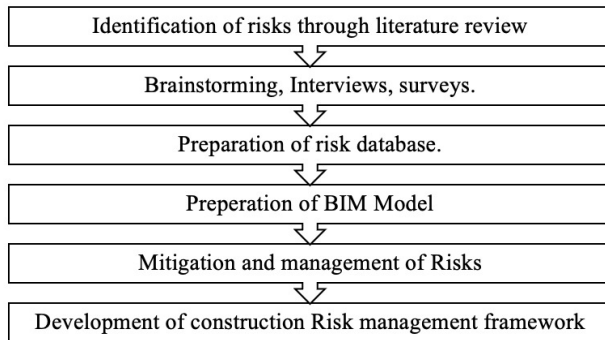 Identification of risks through literature review
Brainstorming, Interviews, surveys.
Preparation of risk database.
Preperation of BIM Model
Mitigation and management of Risks
Development of construction Risk management framework